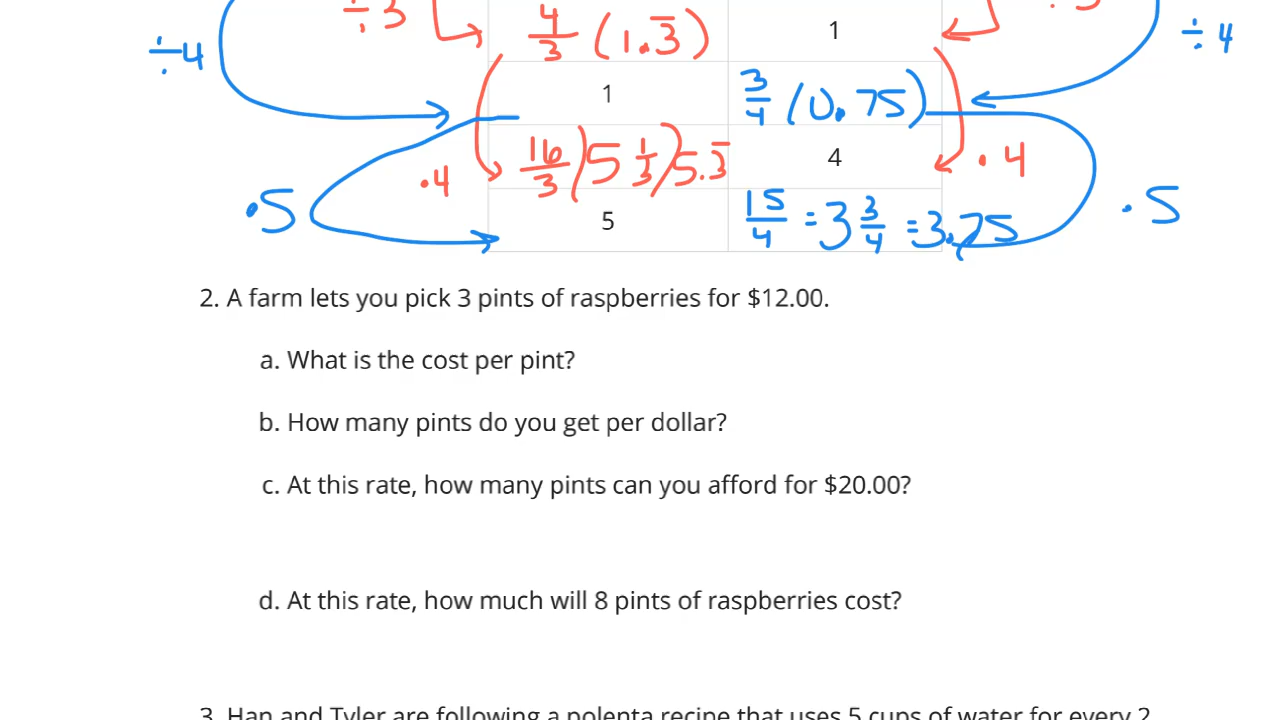 ÷3
÷4 4/3 (1.3̅) 1 ÷4
1 3/4 (0.75)
·4 16/3 ) 5 1/3 / 5.3̅ 4 · 4
·5 5 15/4 = 3 3/4 = 3.75 ·5
2. A farm lets you pick 3 pints of raspberries for $12.00.
a. What is the cost per pint?
b. How many pints do you get per dollar?
c. At this rate, how many pints can you afford for $20.00?
d. At this rate, how much will 8 pints of raspberries cost?
3. Han and Tyler are following a polenta recipe that uses 5 cups of water for every 2